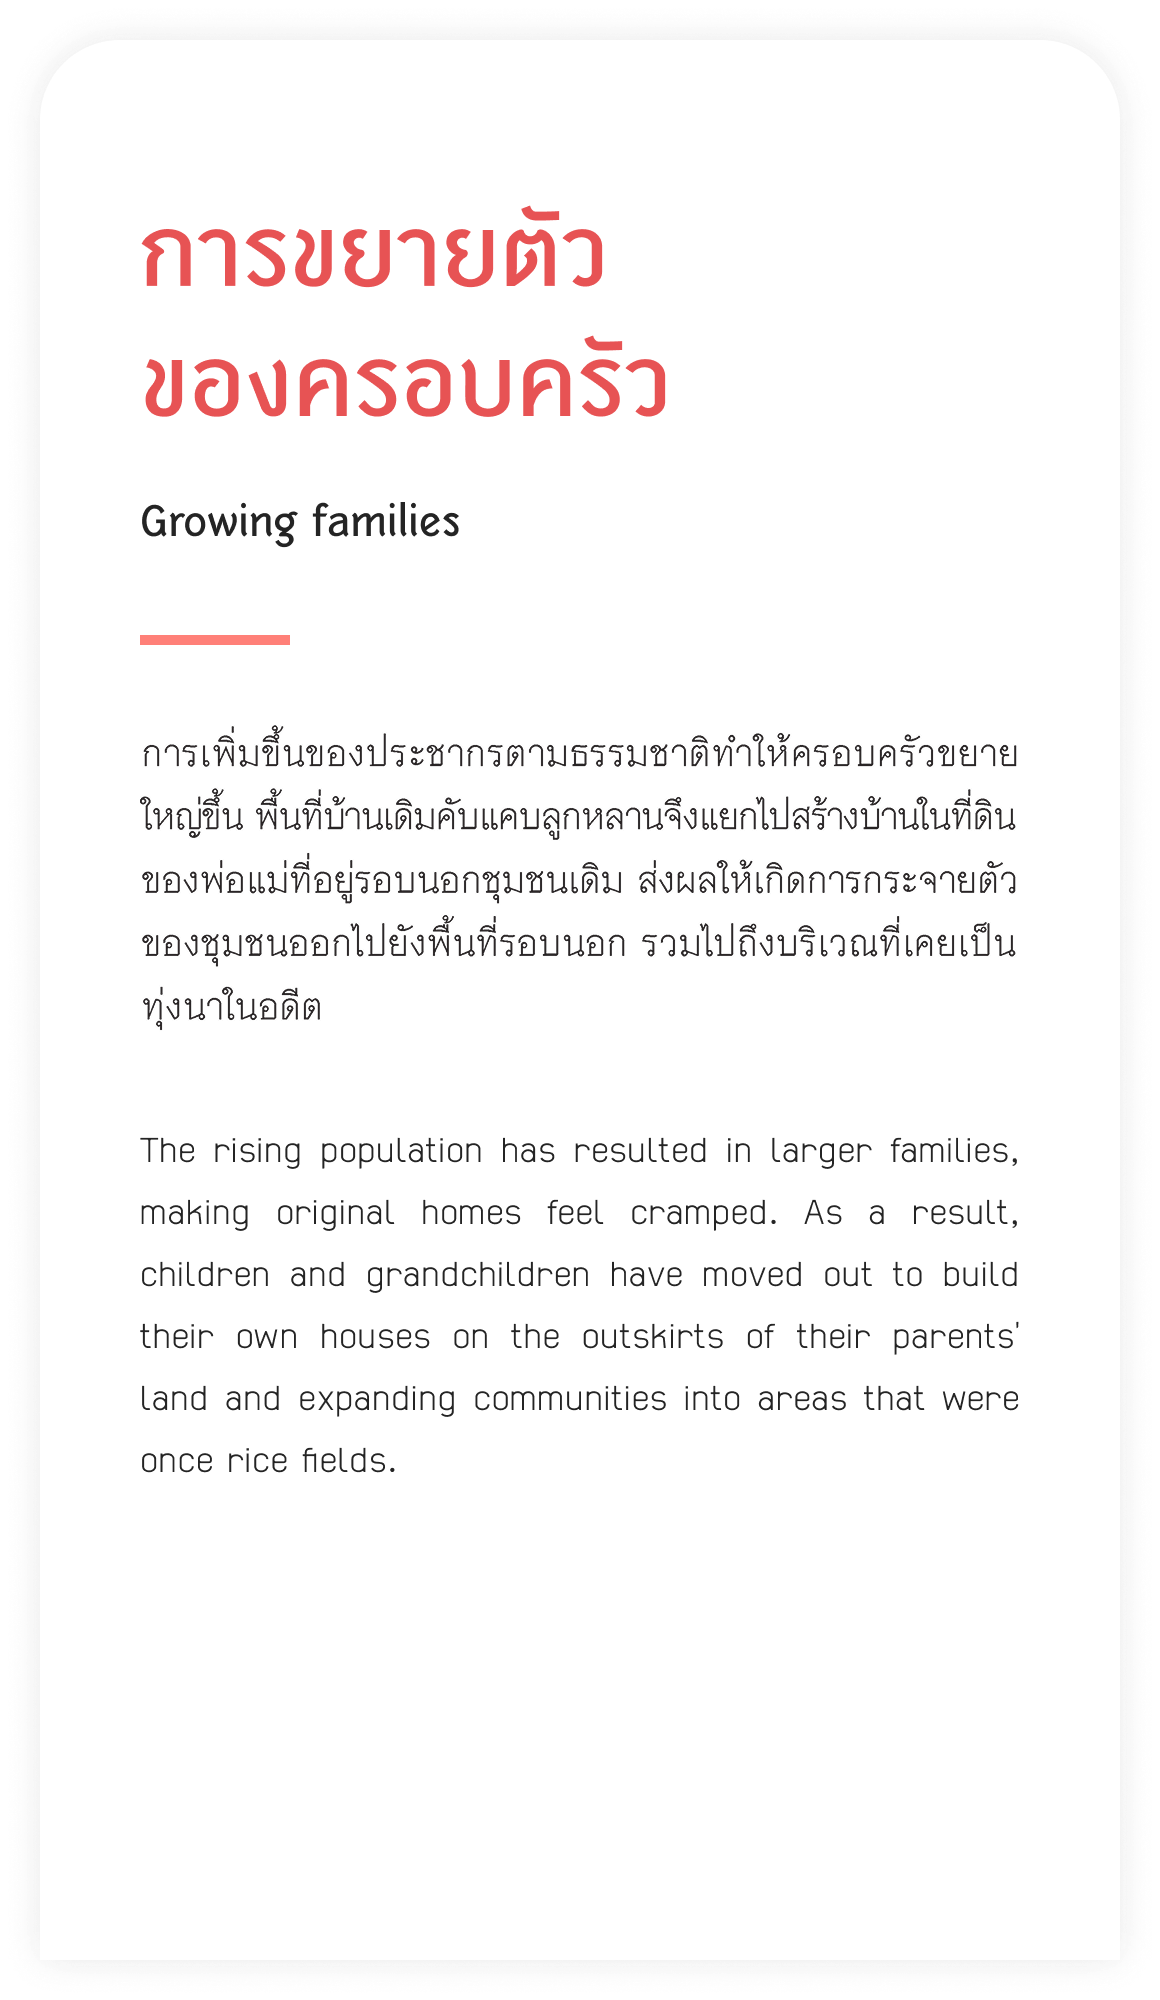 การขยายตัว
ของครอบครัว
Growing families
การเพิ่มขึ้นของประชากรตามธรรมชาติทำให้ครอบครัวขยาย
ใหญ่ขึ้น พื้นที่บ้านเดิมคับแคบลูกหลานจึงแยกไปสร้างบ้านในที่ดิน
ของพ่อแม่ที่อยู่รอบนอกชุมชนเดิม ส่งผลให้เกิดการกระจายตัว
ของชุมชนออกไปยังพื้นที่รอบนอก รวมไปถึงบริเวณที่เคยเป็น
ทุ่งนาในอดีต
The rising population has resulted in larger families,
making original homes feel cramped. As a result,
children and grandchildren have moved out to build
their own houses on the outskirts of their parents'
land and expanding communities into areas that were
once rice fields.